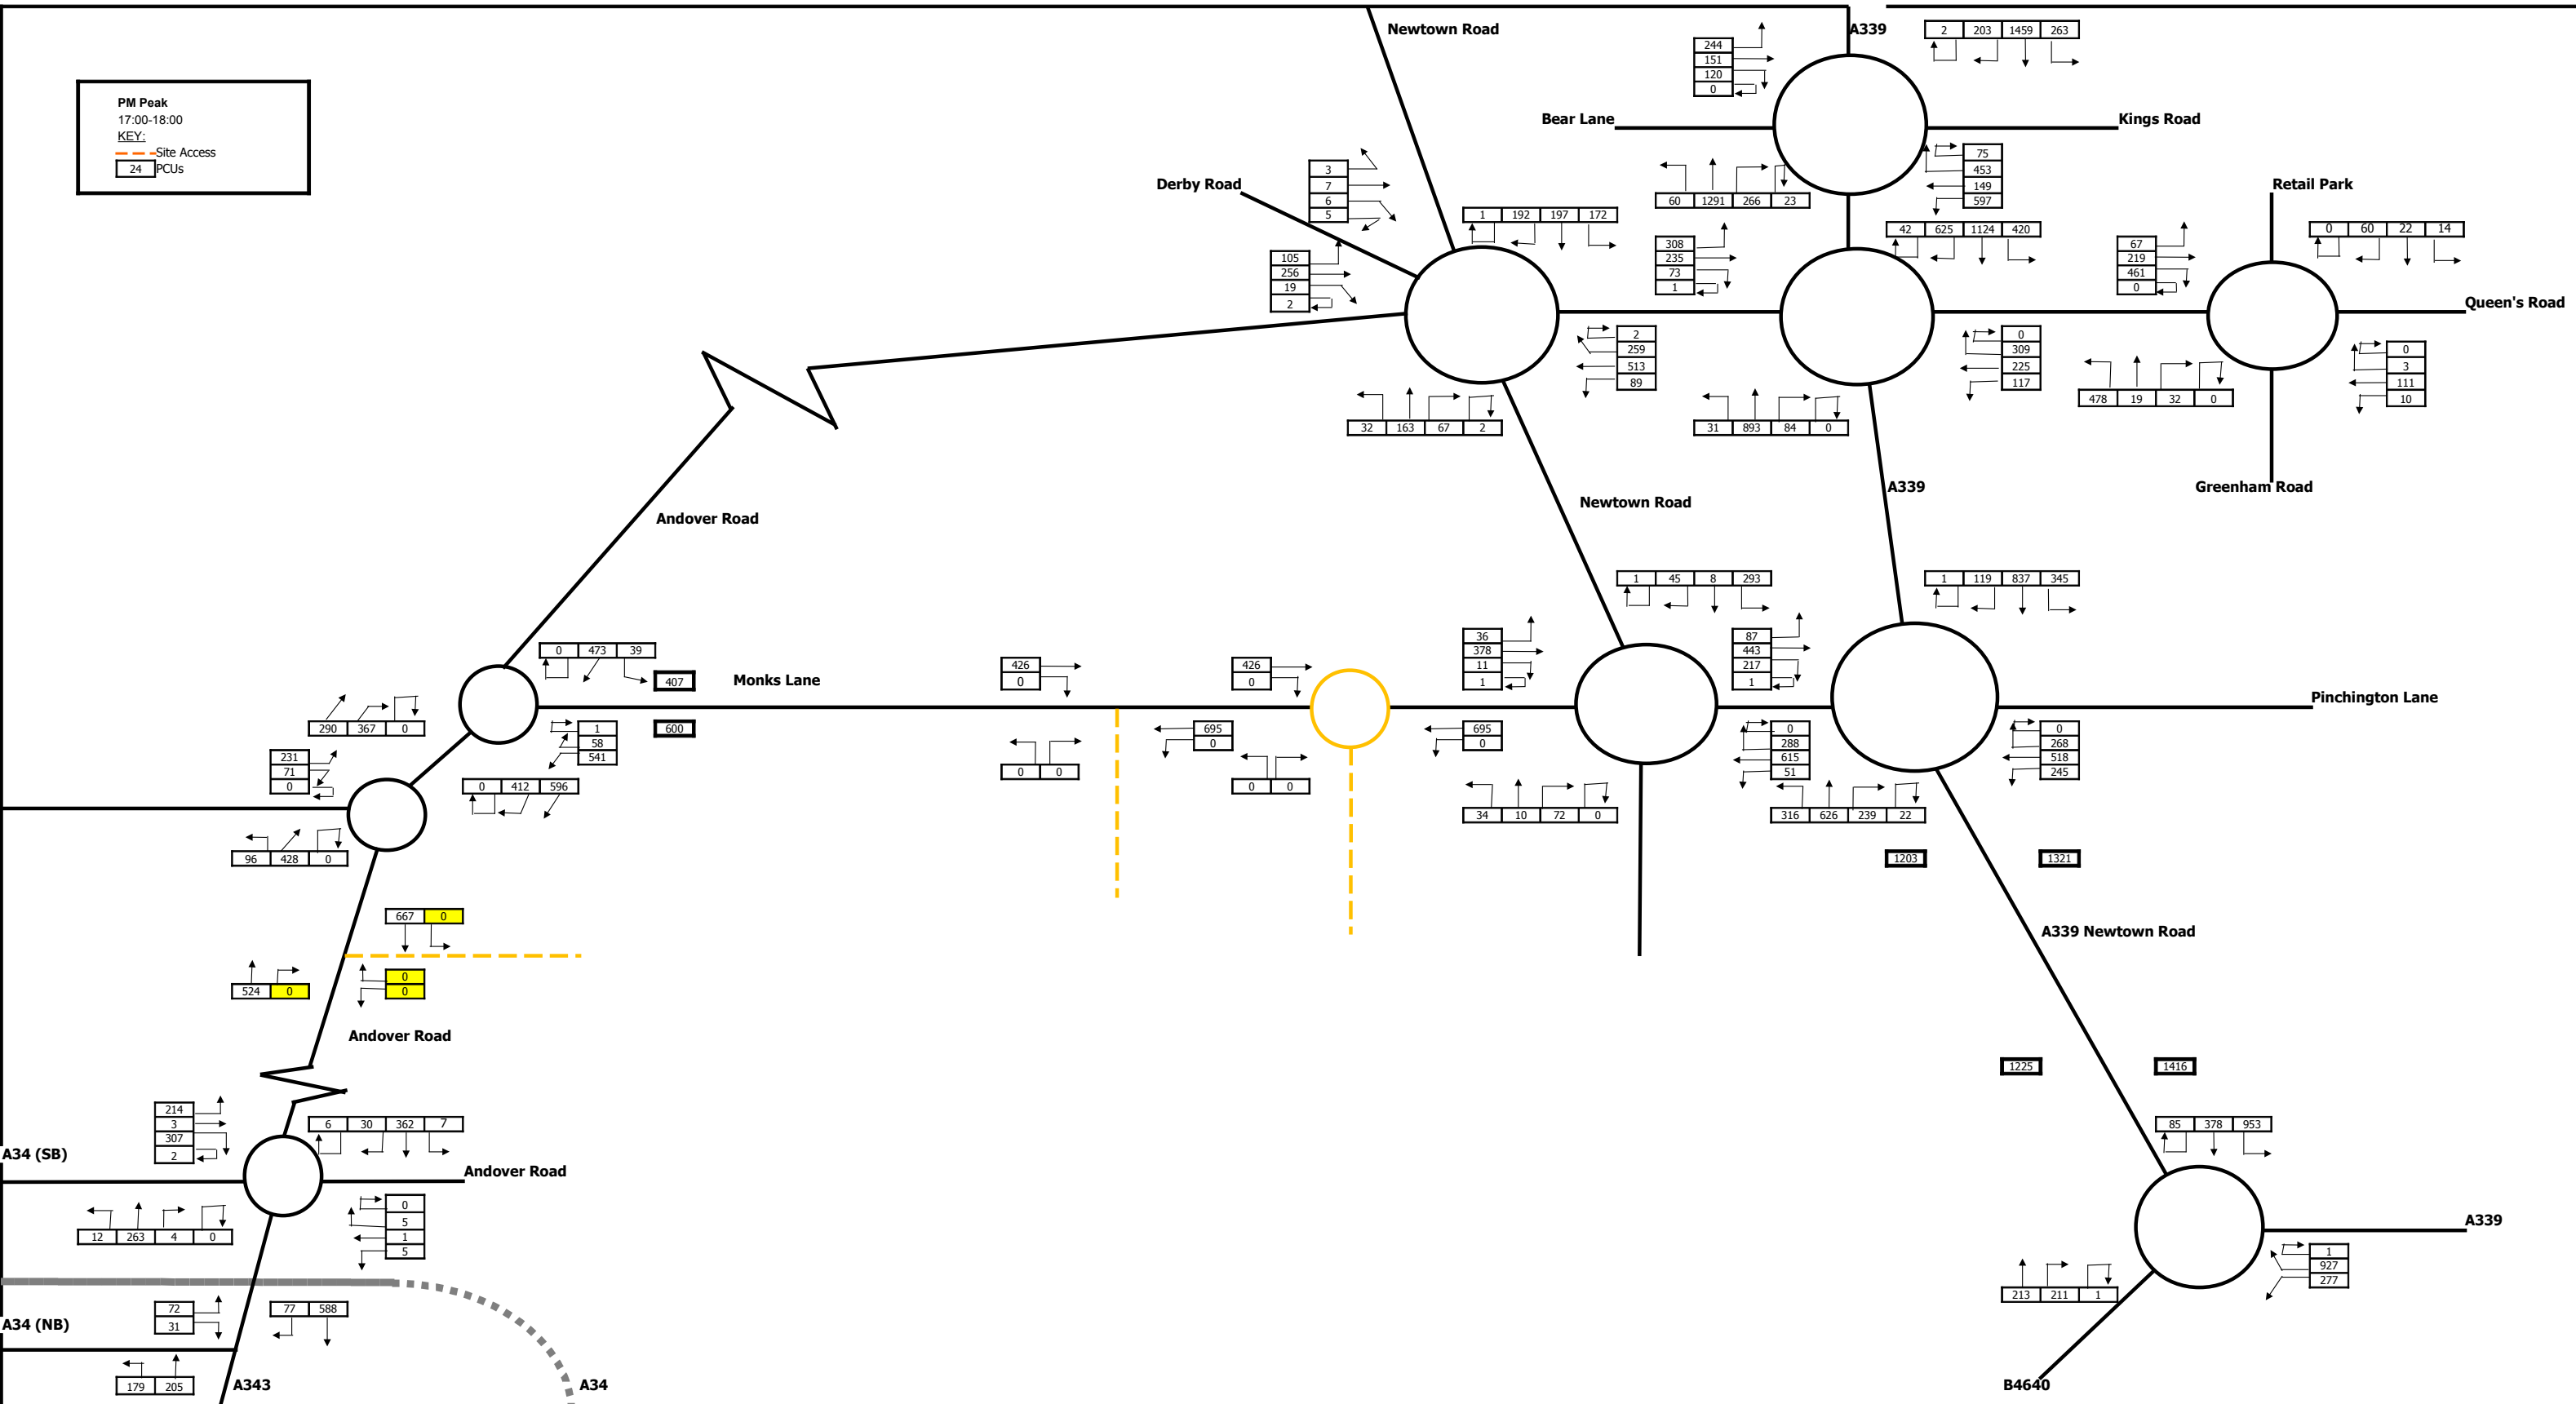 Newtown Road
A339
2 203 1459 263
244
151
120
0
PM Peak
17:00-18:00
KEY:
Site Access
24 PCUs
Bear Lane
Kings Road
75
453
149
597
3
7
6
5
Derby Road
60 1291 266 23
Retail Park
1 192 197 172
42 625 1124 420
0 60 22 14
308
235
73
1
67
219
461
0
105
256
19
2
Queen's Road
2
259
513
89
0
309
225
117
0
3
111
10
478 19 32 0
32 163 67 2
31 893 84 0
Greenham Road
A339
Newtown Road
Andover Road
1 45 8 293
1 119 837 345
36
378
11
1
87
443
217
1
0 473 39
407
Monks Lane
426
0
426
0
Pinchington Lane
290 367 0
1
58
541
600
695
0
695
0
0
288
615
51
0
268
518
245
231
71
0
0 412 596
0 0
0 0
34 10 72 0
316 626 239 22
96 428 0
1203
1321
667 0
A339 Newtown Road
0
0
524 0
Andover Road
1225
1416
214
3
307
2
6 30 362 7
85 378 953
A34 (SB)
Andover Road
0
5
1
5
12 263 4 0
A339
1
927
277
213 211 1
72
31
77 588
A34 (NB)
179 205
A343
A34
B4640